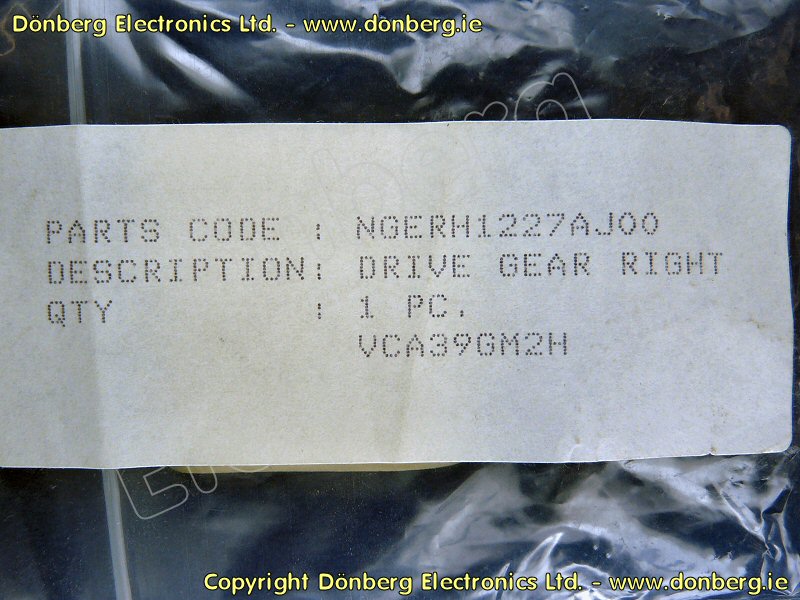 Dönberg Electronics Ltd. - www.donberg.ie
PARTS CODE : NGERH1227AJ00
DESCRIPTION: DRIVE GEAR RIGHT
QTY : 1 PC.
VCA39GM2H
Copyright Dönberg Electronics Ltd. - www.donberg.ie